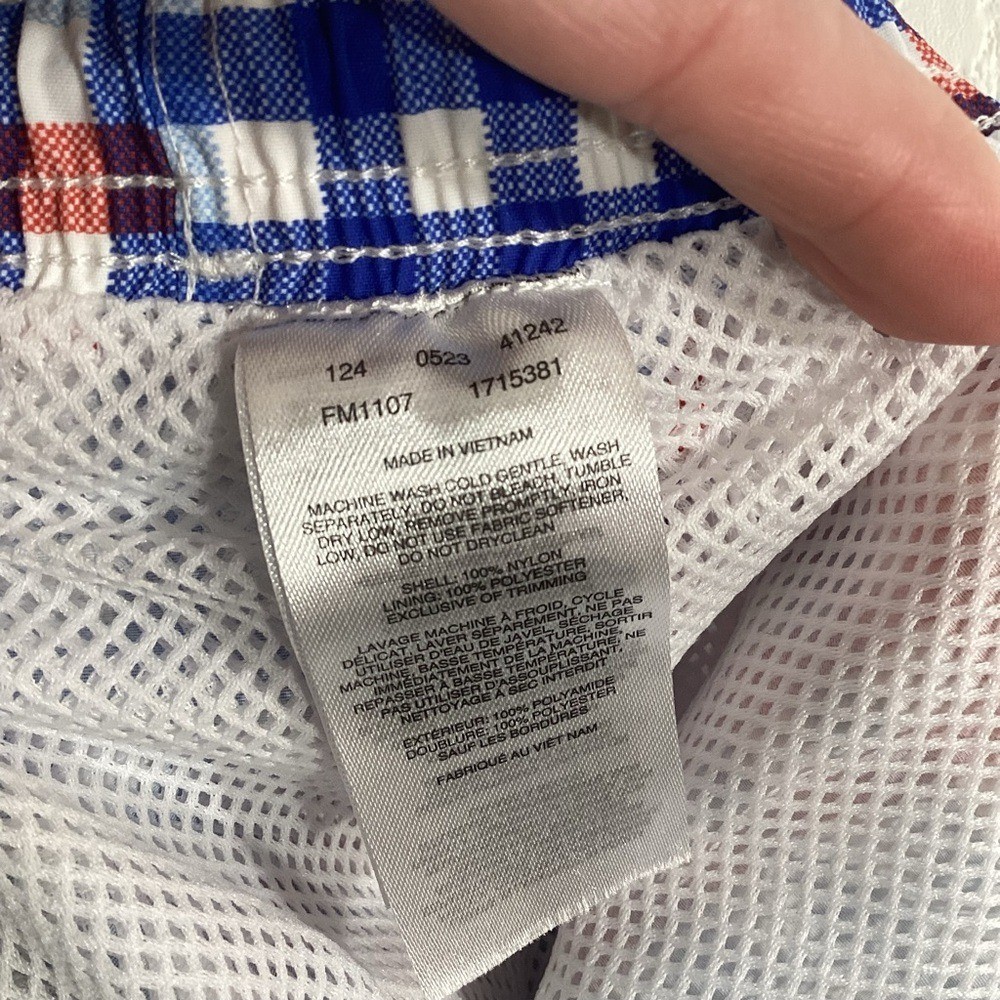 124 0523 41242
FM1107 1715381
MADE IN VIETNAM
MACHINE WASH COLD GENTLE, WASH
SEPARATELY, DO NOT BLEACH, TUMBLE
DRY LOW, REMOVE PROMPTLY, IRON
LOW, DO NOT USE FABRIC SOFTENER,
DO NOT DRYCLEAN
SHELL: 100% NYLON
LINING: 100% POLYESTER
EXCLUSIVE OF TRIMMING
LAVAGE MACHINE À FROID, CYCLE
DÉLICAT, LAVER SÉPARÉMENT, NE PAS
UTILISER D'EAU DE JAVEL, SÉCHAGE
MACHINE BASSE TEMPÉRATURE, SORTIR
IMMÉDIATEMENT DE LA MACHINE,
REPASSER À BASSE TEMPÉRATURE, NE
PAS UTILISER D'ASSOUPLISSANT,
NETTOYAGE À SEC INTERDIT
EXTÉRIEUR: 100% POLYAMIDE
DOUBLURE: 100% POLYESTER
SAUF LES BORDURES
FABRIQUÉ AU VIET NAM